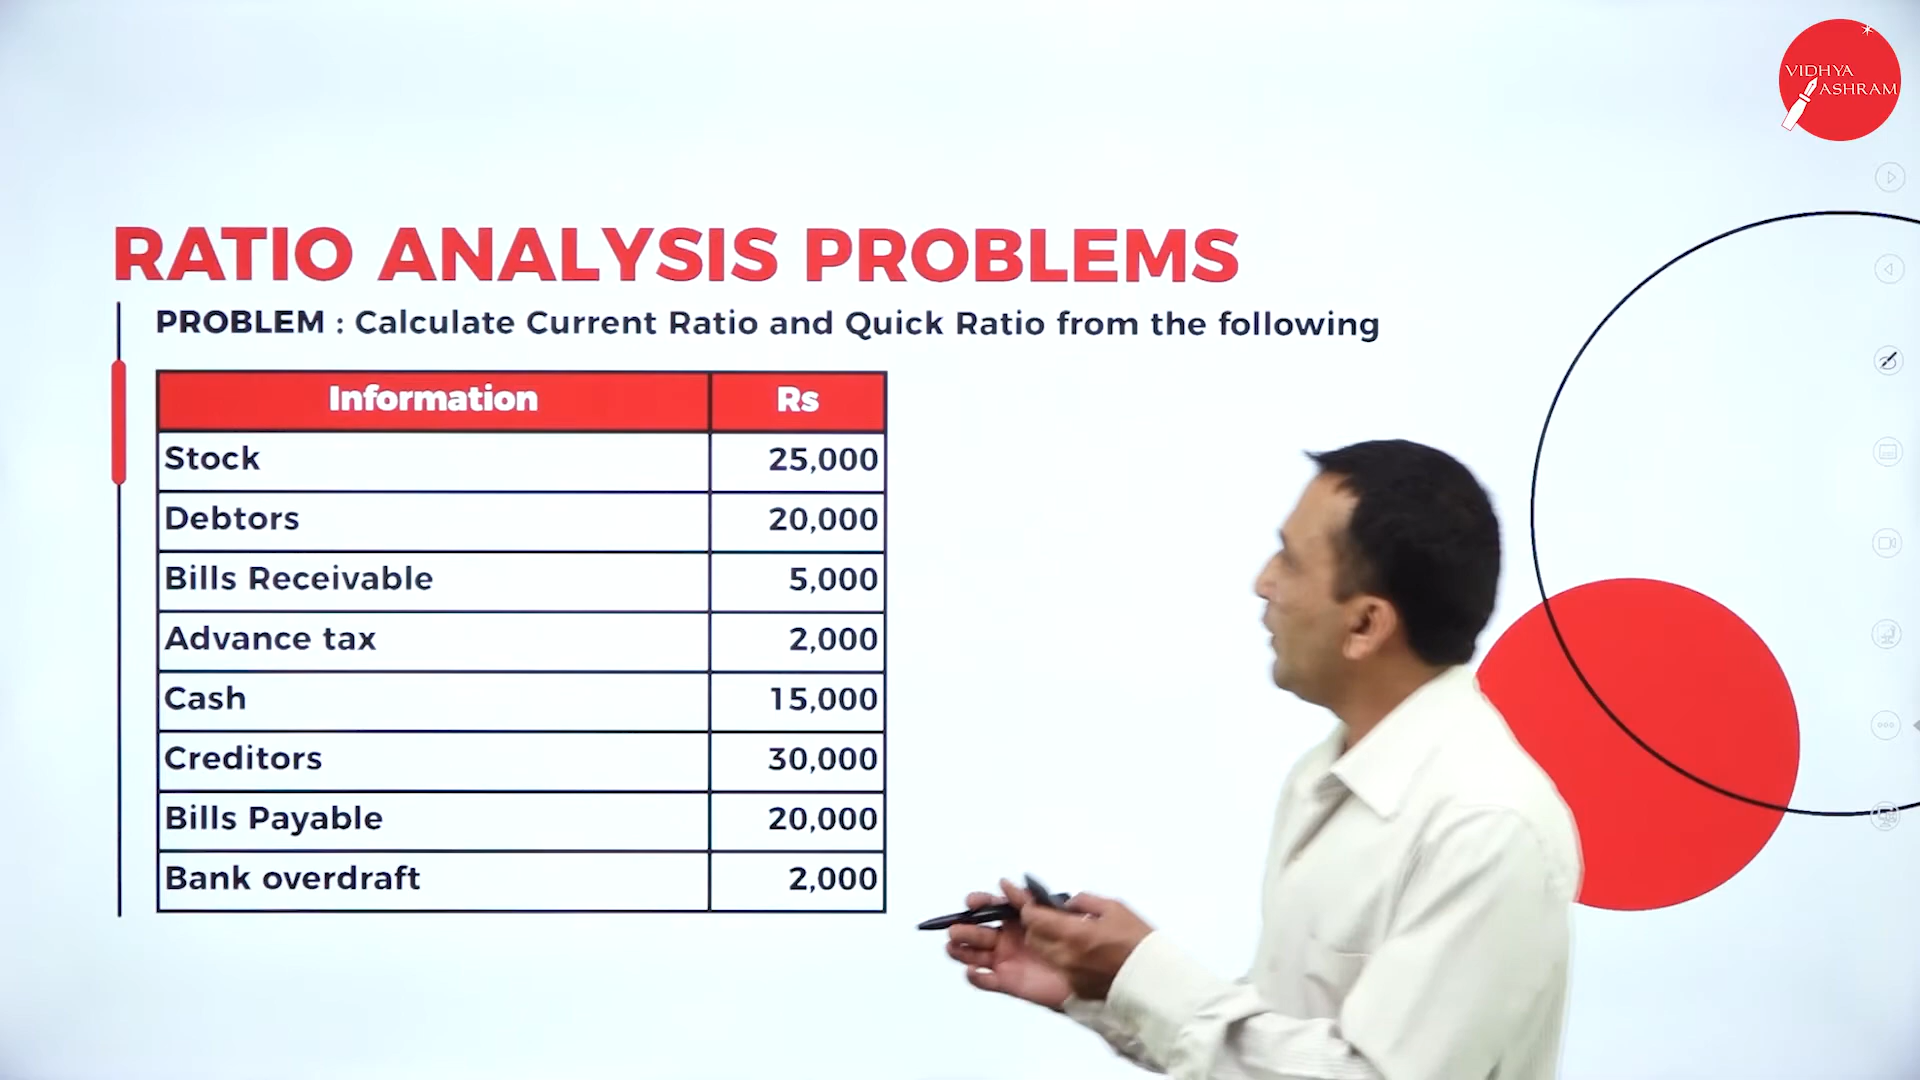 VIDHYA
ASHRAM
RATIO ANALYSIS PROBLEMS
PROBLEM : Calculate Current Ratio and Quick Ratio from the following
Information Rs
Stock 25,000
Debtors 20,000
Bills Receivable 5,000
Advance tax 2,000
Cash 15,000
Creditors 30,000
Bills Payable 20,000
Bank overdraft 2,000